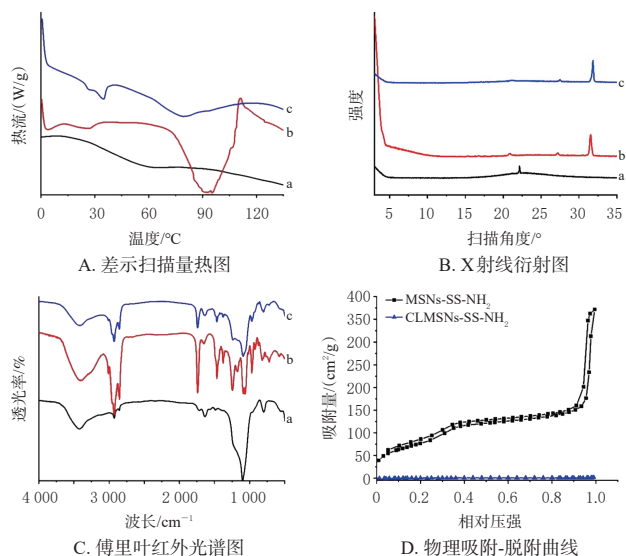 热流/(W/g)
c
b
a
0
30
60
90
120
温度/°C
A. 差示扫描量热图
强度
c
b
a
5
10
15
20
25
30
35
扫描角度/°
B. X射线衍射图
透光率/%
c
b
a
4 000
3 000
2 000
1 000
500
波长/cm⁻¹
C. 傅里叶红外光谱图
吸附量/(cm²/g)
400
350
300
250
200
150
100
50
0
MSNs-SS-NH₂
CLMSNs-SS-NH₂
0
0.2
0.4
0.6
0.8
1.0
相对压强
D. 物理吸附-脱附曲线